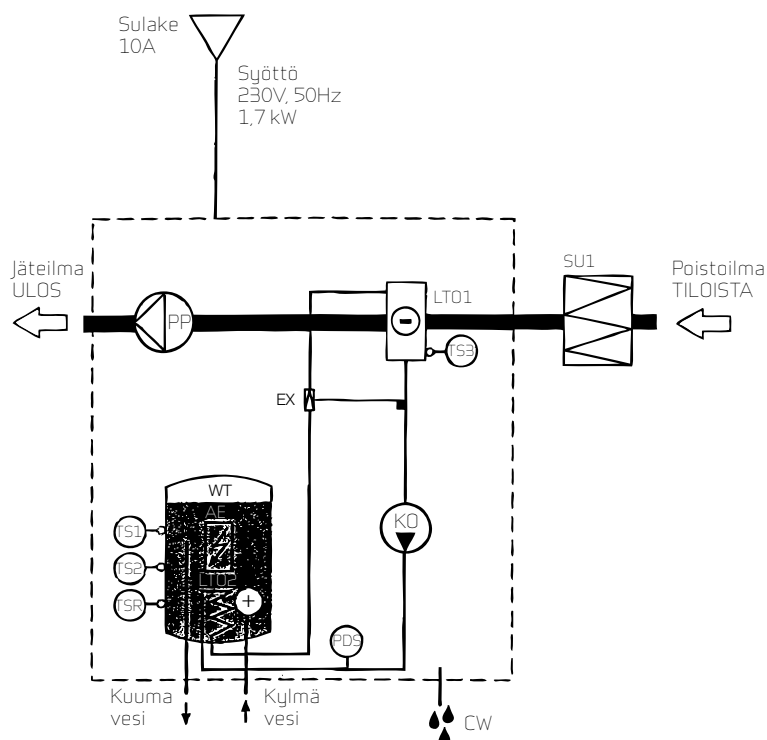 Sulake
10A
Syöttö
230V, 50Hz
1,7 kW
Jäteilma
ULOS
PP
LTO1
SU1
Poistoilma
TILOISTA
TS3
EX
WT
AE
TS1
KO
TS2
LTO2
TSR
PDS
Kuuma
vesi
Kylmä
vesi
CW